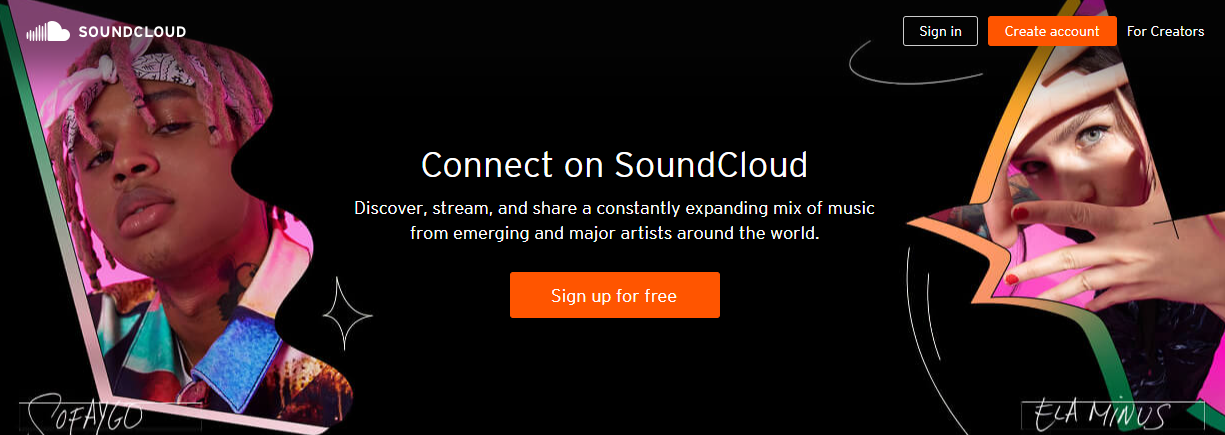 SOUNDCLOUD
Sign in
Create account
For Creators
Connect on SoundCloud
Discover, stream, and share a constantly expanding mix of music
from emerging and major artists around the world.
Sign up for free
SOFAYGO
ELA MINUS